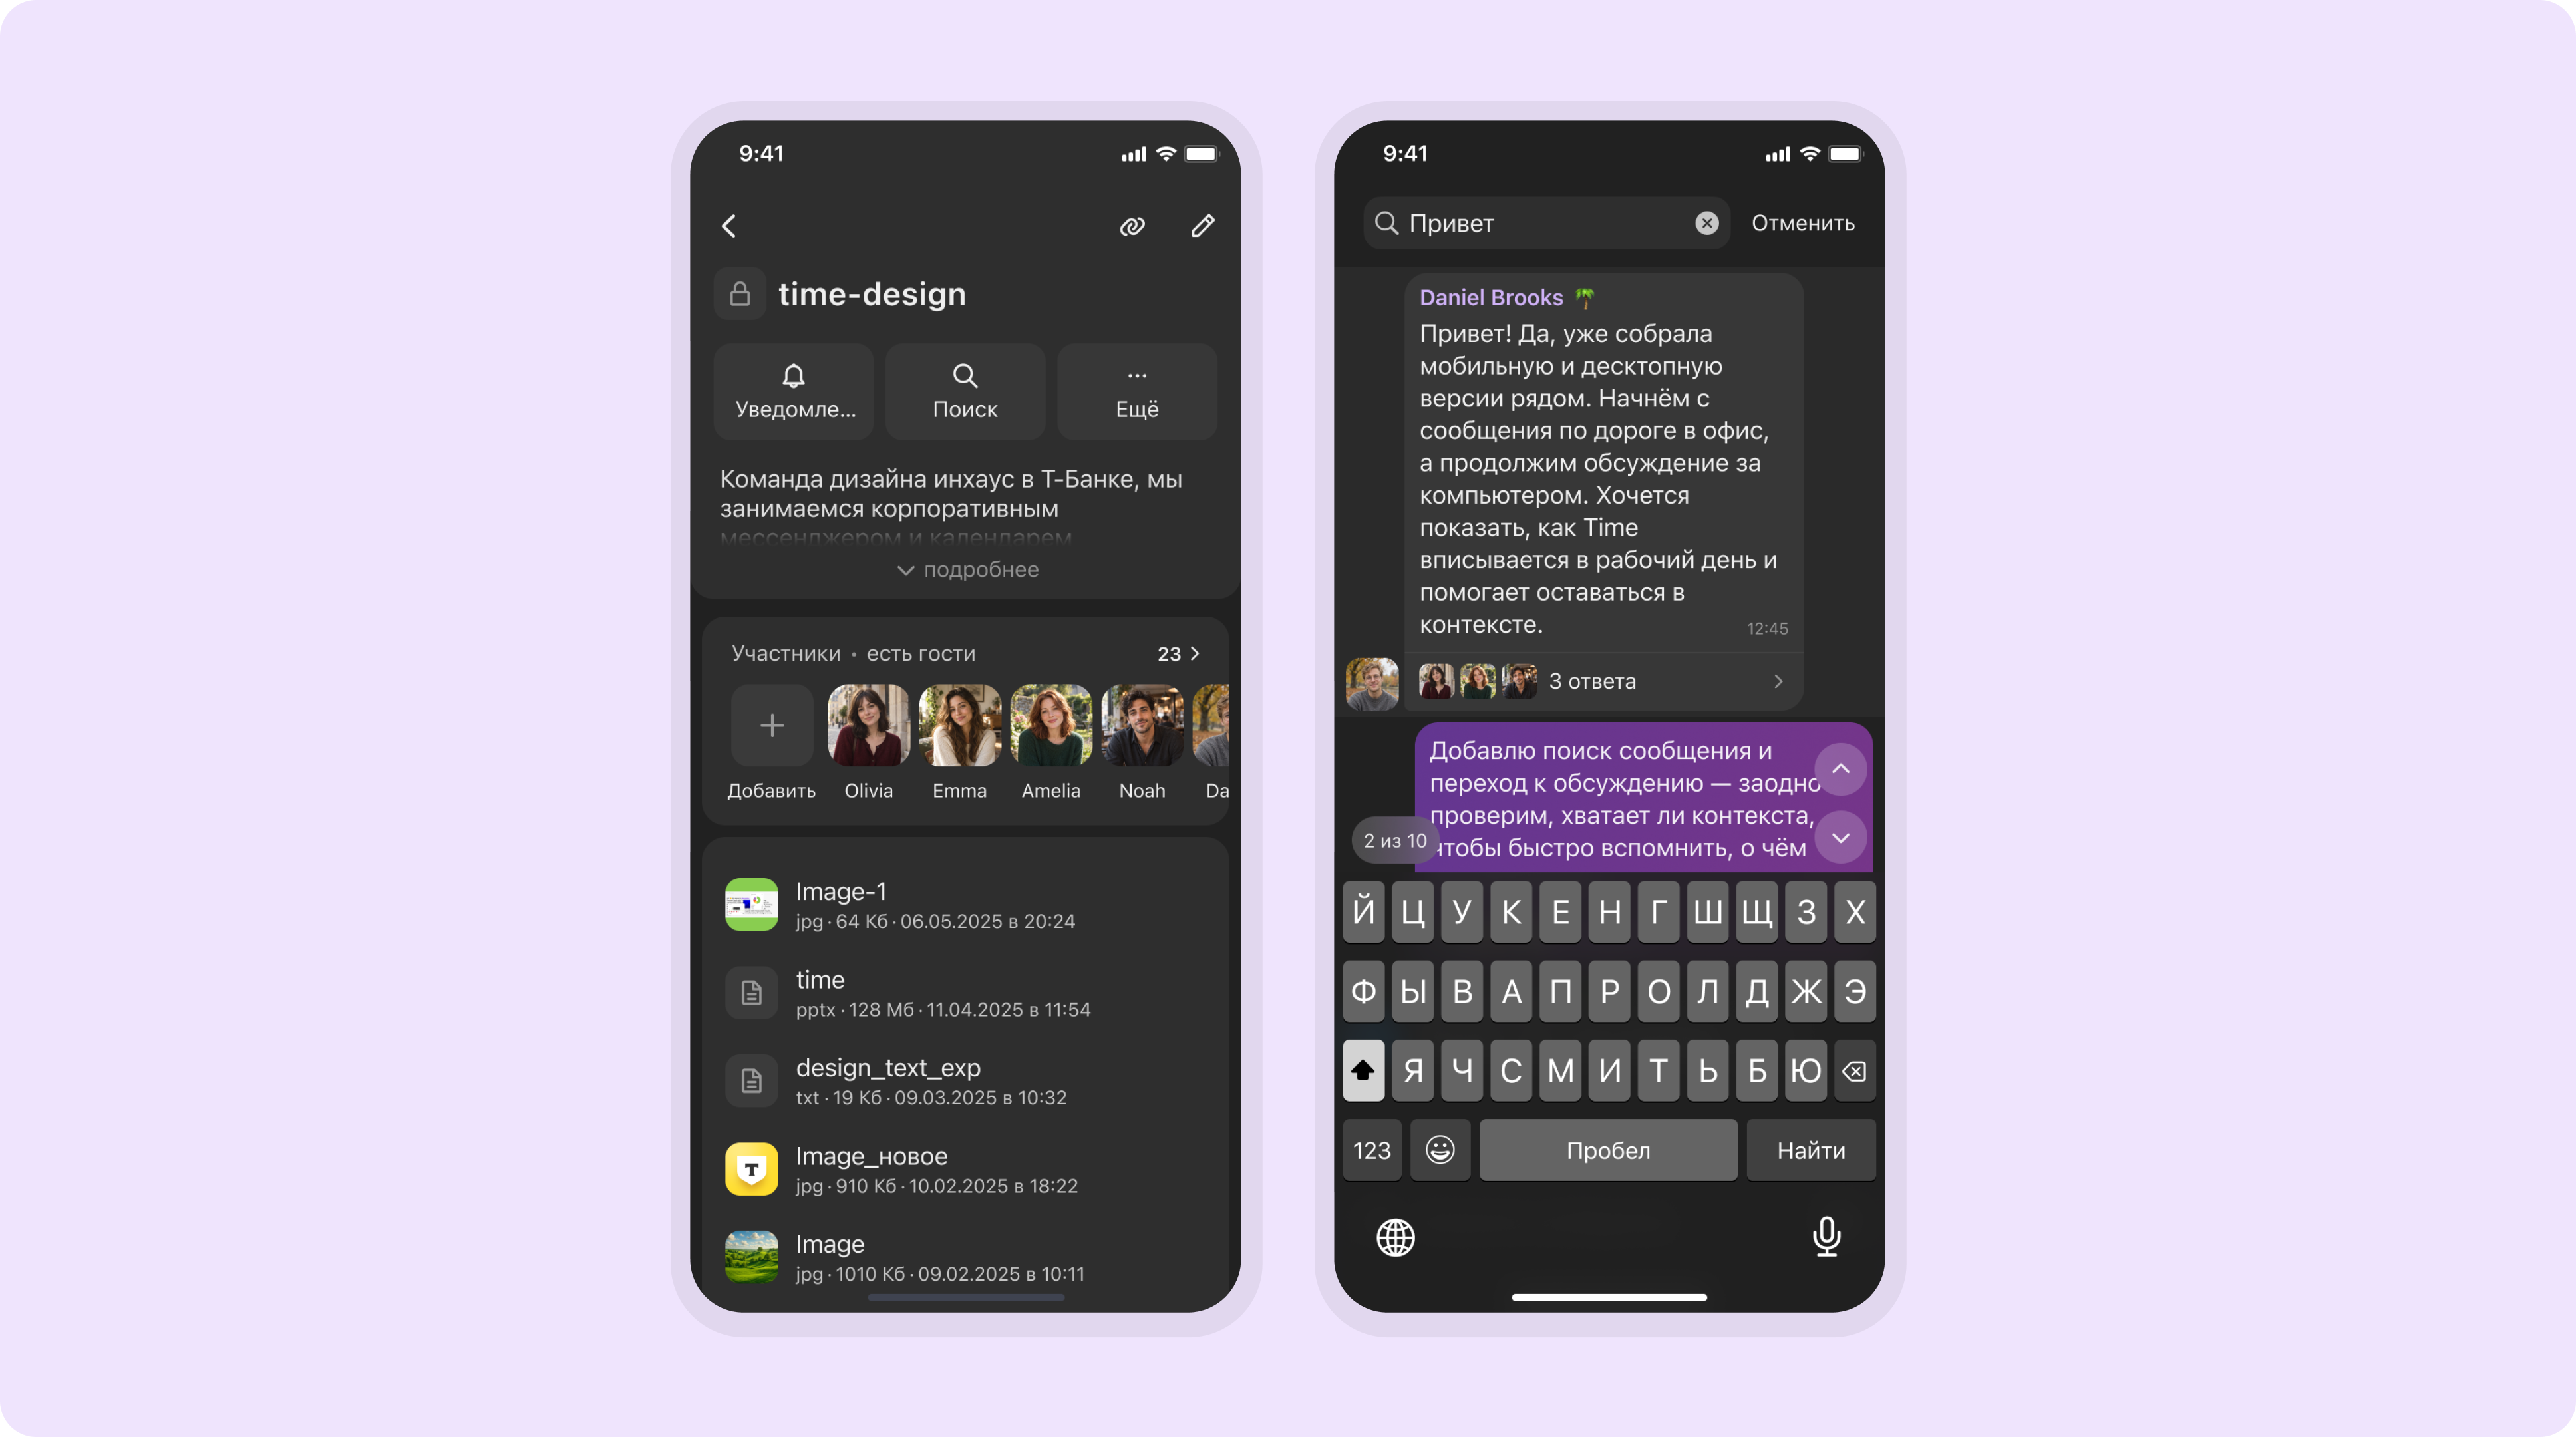 9:41
time-design
Уведомле...
Поиск
Ещё
Команда дизайна инхаус в Т-Банке, мы
занимаемся корпоративным
мессенджером и календарем
подробнее
Участники • есть гости
23
Добавить
Olivia
Emma
Amelia
Noah
Da
Image-1
jpg · 64 Кб · 06.05.2025 в 20:24
time
pptx · 128 Мб · 11.04.2025 в 11:54
design_text_exp
txt · 19 Кб · 09.03.2025 в 10:32
Image_новое
jpg · 910 Кб · 10.02.2025 в 18:22
Image
jpg · 1010 Кб · 09.02.2025 в 10:11
9:41
Привет
Отменить
Daniel Brooks 🌴
Привет! Да, уже собрала
мобильную и десктопную
версии рядом. Начнём с
сообщения по дороге в офис,
а продолжим обсуждение за
компьютером. Хочется
показать, как Time
вписывается в рабочий день и
помогает оставаться в
контексте.
12:45
3 ответа
Добавлю поиск сообщения и
переход к обсуждению — заодно
проверим, хватает ли контекста,
чтобы быстро вспомнить, о чём
2 из 10
Й Ц У К Е Н Г Ш Щ З Х
Ф Ы В А П Р О Л Д Ж Э
Я Ч С М И Т Ь Б Ю
123
Пробел
Найти